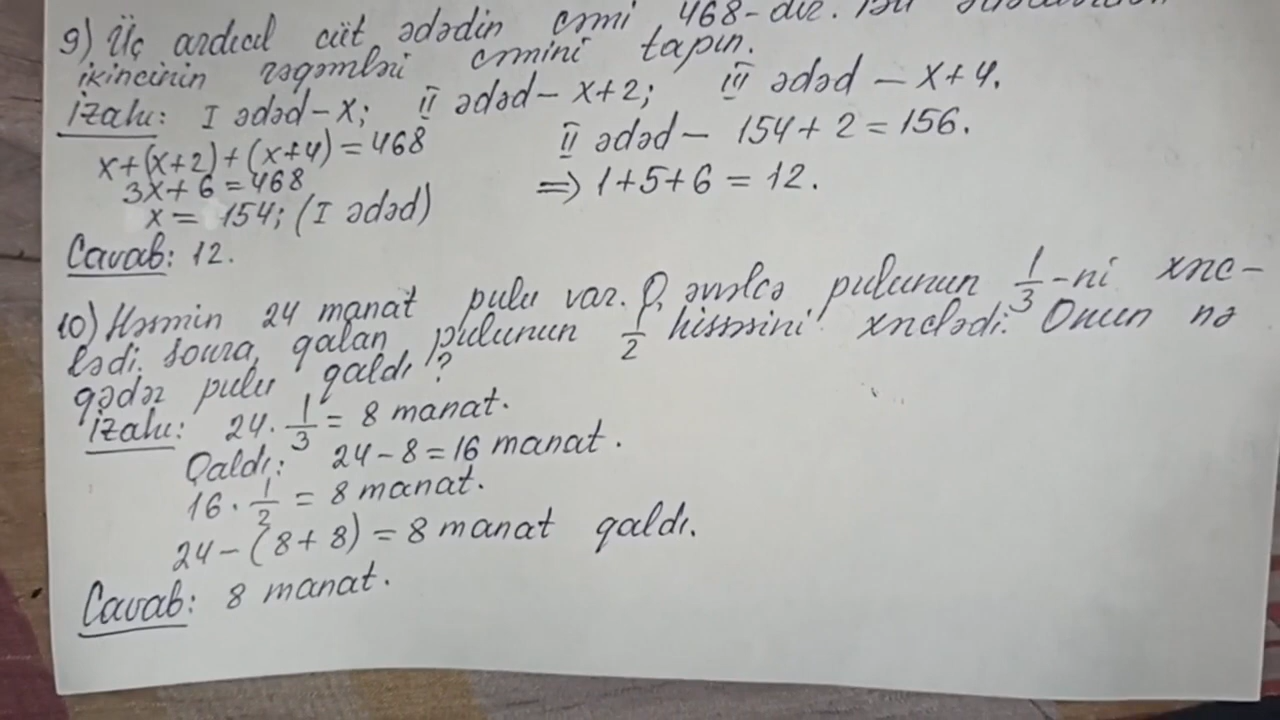 9) Üç ardıcıl cüt ədədin cəmi 468-dir. Bu
ikincinin rəqəmləri cəmini tapın.
İzahı: I ədəd – x; II ədəd – x+2; III ədəd – x+4.
x+(x+2)+(x+4)=468
II ədəd – 154+2=156.
3x+6=468
=> 1+5+6=12.
x= 154; (I ədəd)
Cavab: 12.
10) Həsənin 24 manat pulu var. O, əvvəlcə pulunun 1/3-ni xərc-
lədi. Sonra, qalan pulunun 1/2 hissəsini xərclədi. Onun nə
qədər pulu qaldı?
İzahı: 24 · 1/3 = 8 manat.
Qaldı: 24–8=16 manat.
16 · 1/2 = 8 manat.
24–(8+8)=8 manat qaldı.
Cavab: 8 manat.